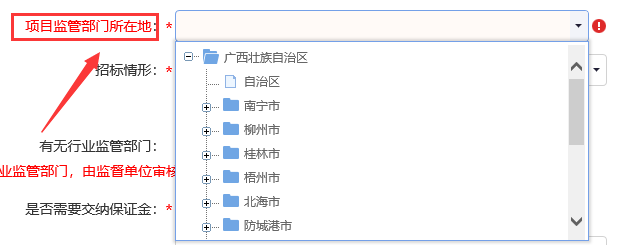 项目监管部门所在地：*
广西壮族自治区
招标情形：*
自治区
南宁市
柳州市
有无行业监管部门：
桂林市
业监管部门，由监督单位审核
梧州市
是否需要交纳保证金：*
北海市
防城港市